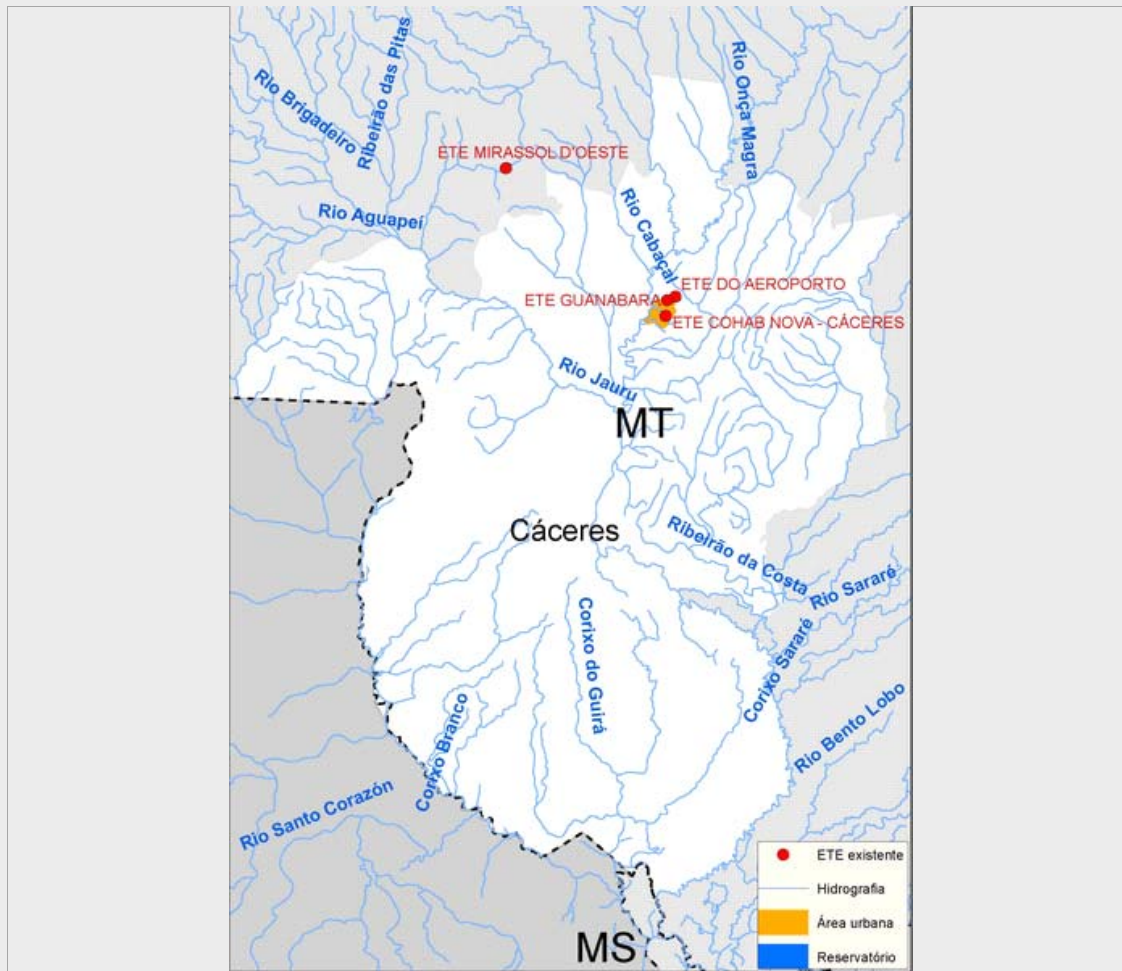 Ribeirão das Pitas
Rio Brigadeiro
Rio Onça Magra
ETE MIRASSOL D'OESTE
Rio Aguapeí
Rio Cabaçal
ETE DO AEROPORTO
ETE GUANABARA
ETE COHAB NOVA - CÁCERES
Rio Jauru
MT
Cáceres
Ribeirão da Costa
Rio Sararé
Corixo do Guirá
Corixo Sararé
Rio Bento Lobo
Corixo Branco
Rio Santo Corazón
MS
ETE existente
Hidrografia
Área urbana
Reservatório